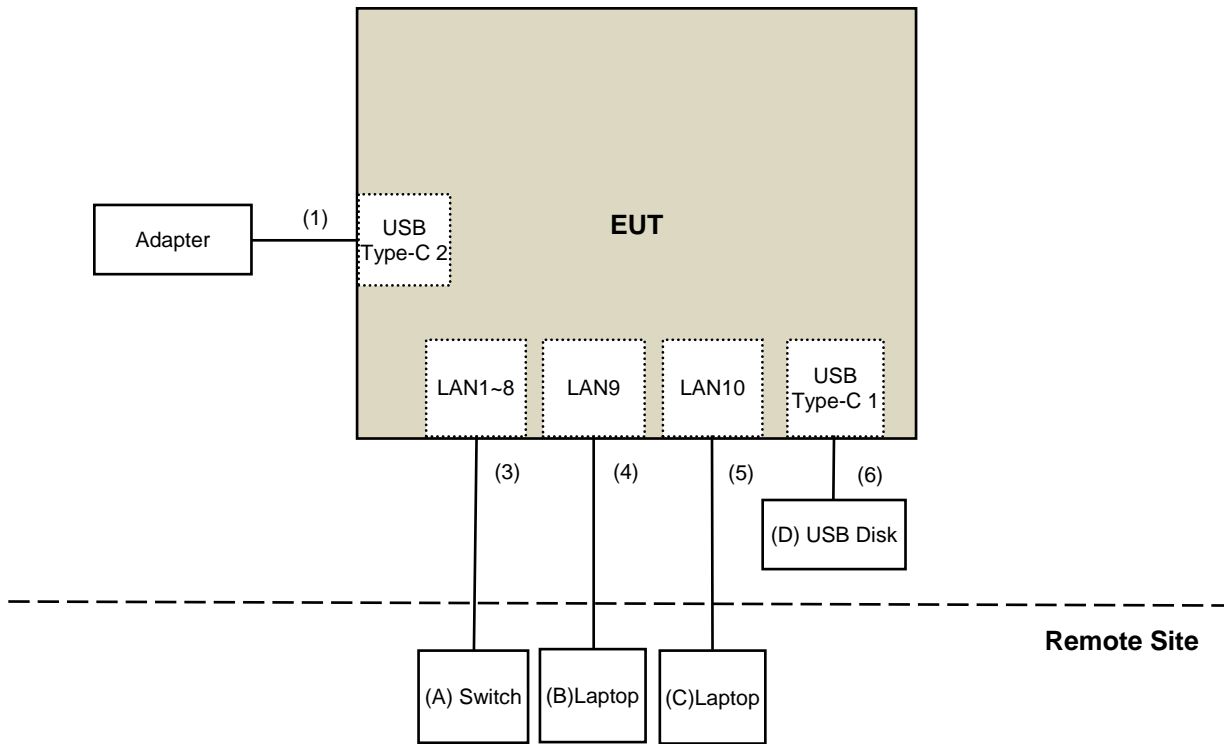 (1)
USB
Type-C 2
EUT
Adapter
LAN1~8
LAN9
LAN10
USB
Type-C 1
(3)
(4)
(5)
(6)
(D) USB Disk
Remote Site
(A) Switch
(B)Laptop
(C)Laptop